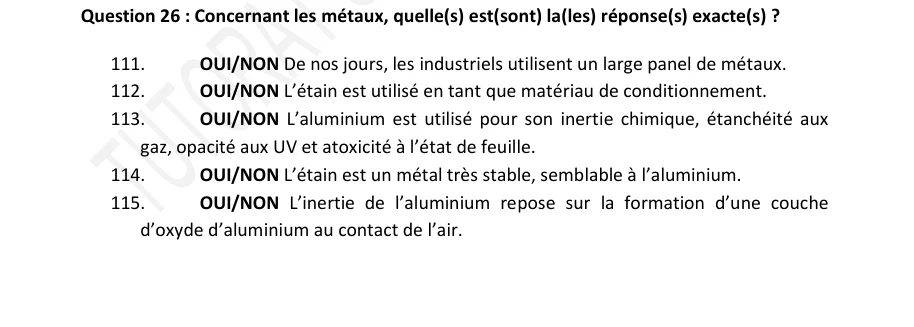 Question 26 : Concernant les métaux, quelle(s) est(sont) la(les) réponse(s) exacte(s) ?
111. OUI/NON De nos jours, les industriels utilisent un large panel de métaux.
112. OUI/NON L’étain est utilisé en tant que matériau de conditionnement.
113. OUI/NON L’aluminium est utilisé pour son inertie chimique, étanchéité aux
gaz, opacité aux UV et atoxicité à l’état de feuille.
114. OUI/NON L’étain est un métal très stable, semblable à l’aluminium.
115. OUI/NON L’inertie de l’aluminium repose sur la formation d’une couche
d’oxyde d’aluminium au contact de l’air.